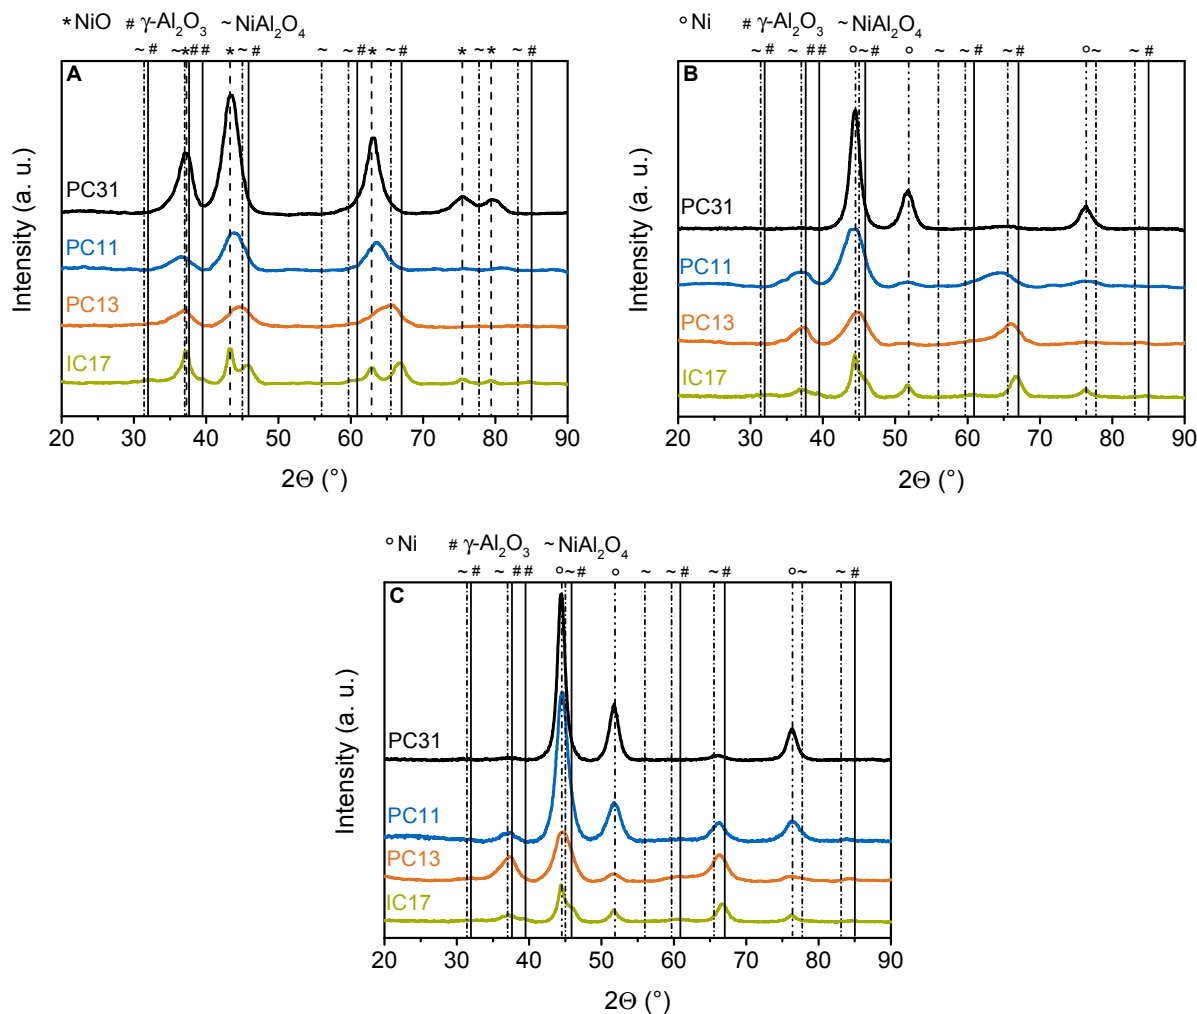 * NiO # γ-Al₂O₃ ~ NiAl₂O₄
~ # ~ * # # * ~ # ~ ~ # * ~ # * ~ * ~ #
A
Intensity (a. u.)
PC31
PC11
PC13
IC17
20 30 40 50 60 70 80 90
2Θ (°)
° Ni # γ-Al₂O₃ ~ NiAl₂O₄
~ # ~ # # ° ~ # ° ~ ~ # ~ # ° ~ ~ #
B
Intensity (a. u.)
PC31
PC11
PC13
IC17
20 30 40 50 60 70 80 90
2Θ (°)
° Ni # γ-Al₂O₃ ~ NiAl₂O₄
~ # ~ # # ° ~ # ° ~ ~ # ~ # ° ~ ~ #
C
Intensity (a. u.)
PC31
PC11
PC13
IC17
20 30 40 50 60 70 80 90
2Θ (°)